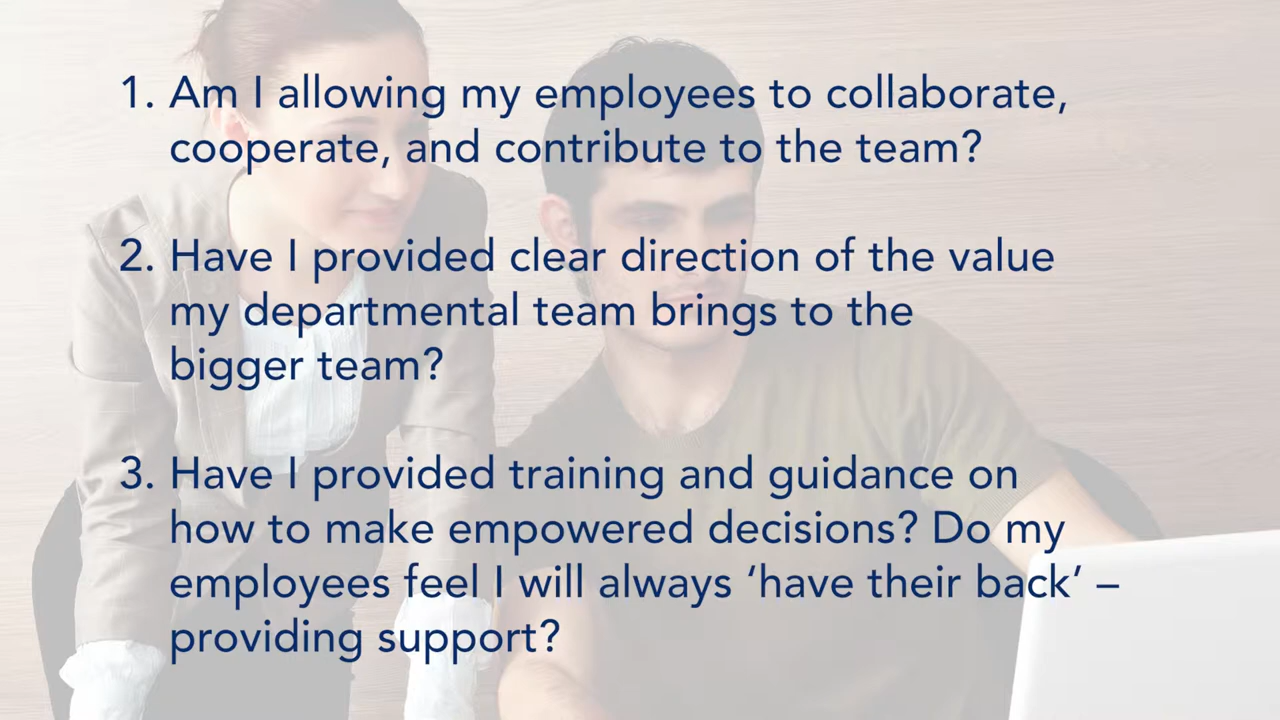 1. Am I allowing my employees to collaborate,
cooperate, and contribute to the team?
2. Have I provided clear direction of the value
my departmental team brings to the
bigger team?
3. Have I provided training and guidance on
how to make empowered decisions? Do my
employees feel I will always ‘have their back’ –
providing support?